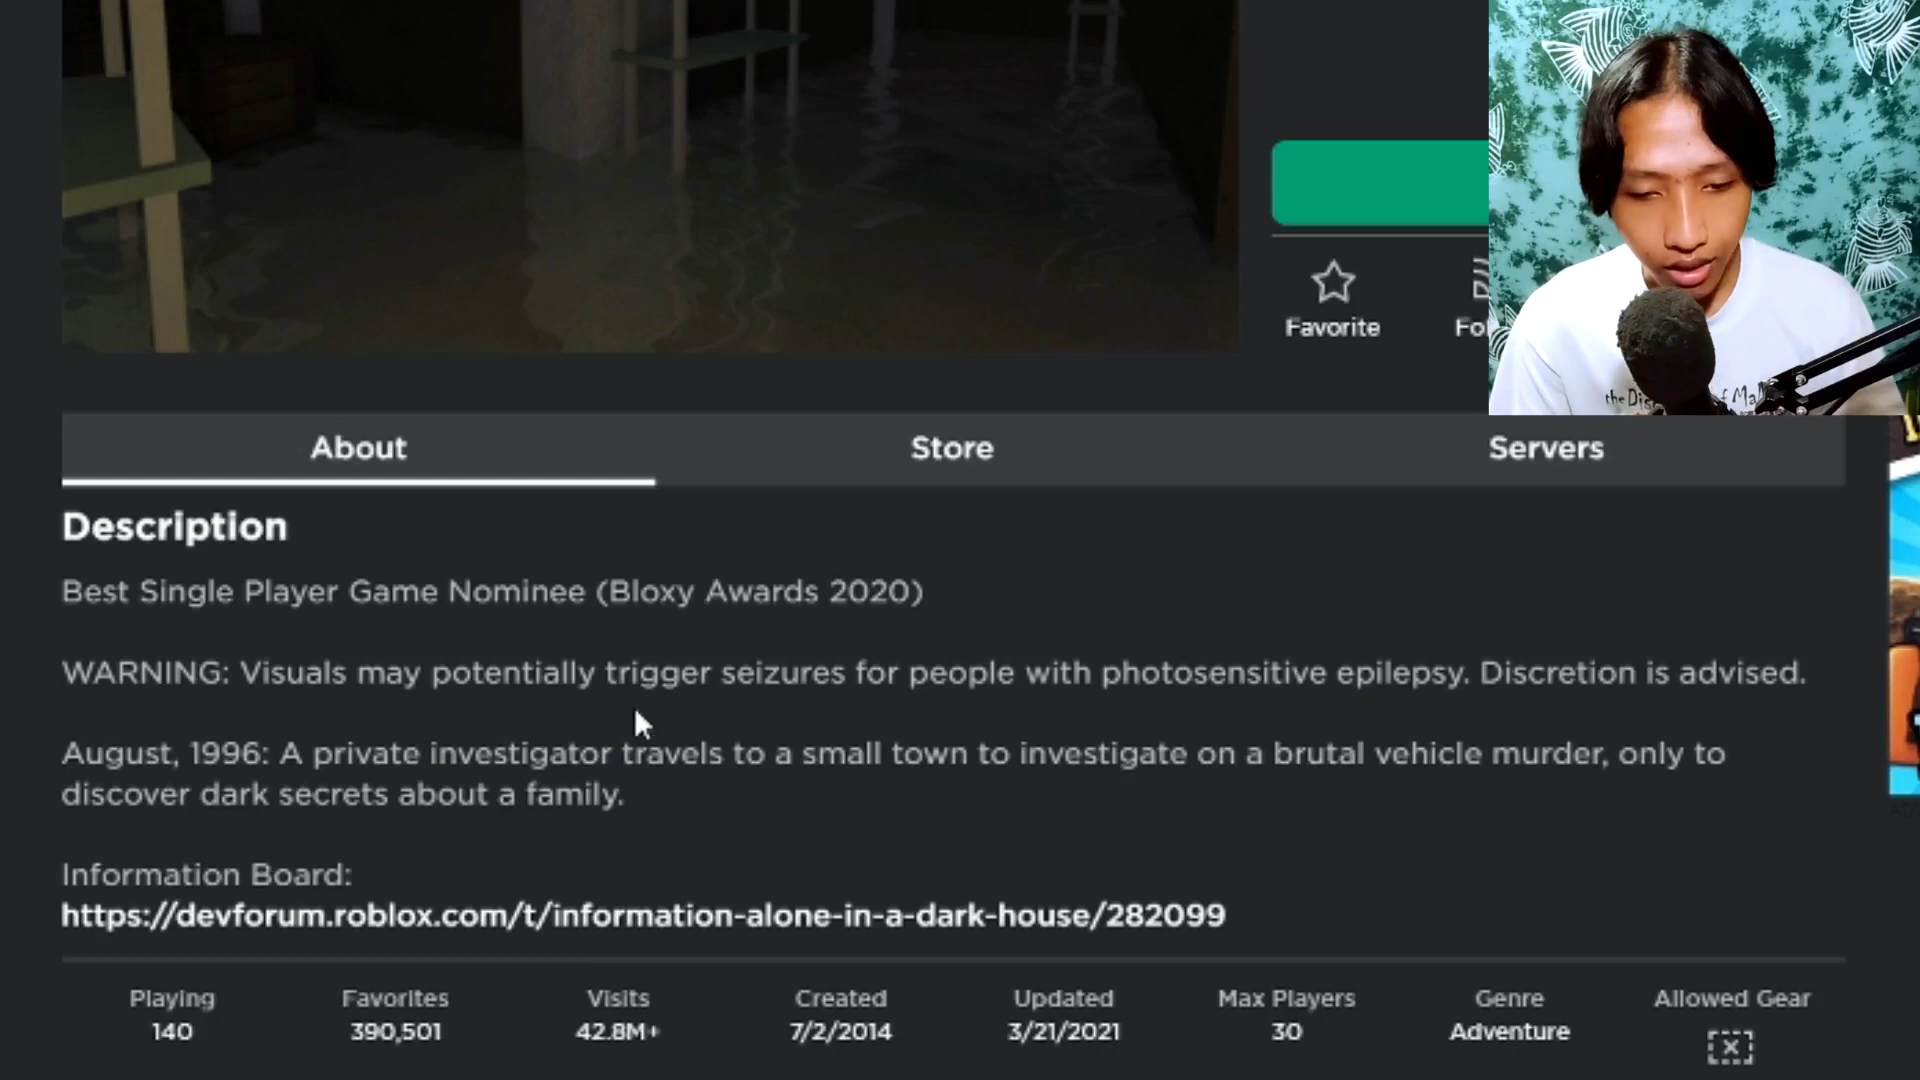 Favorite
the Dis
About
Store
Servers
Description
Best Single Player Game Nominee (Bloxy Awards 2020)
WARNING: Visuals may potentially trigger seizures for people with photosensitive epilepsy. Discretion is advised.
August, 1996: A private investigator travels to a small town to investigate on a brutal vehicle murder, only to
discover dark secrets about a family.
Information Board:
https://devforum.roblox.com/t/information-alone-in-a-dark-house/282099
Playing
Favorites
Visits
Created
Updated
Max Players
Genre
Allowed Gear
140
390,501
42.8M+
7/2/2014
3/21/2021
30
Adventure